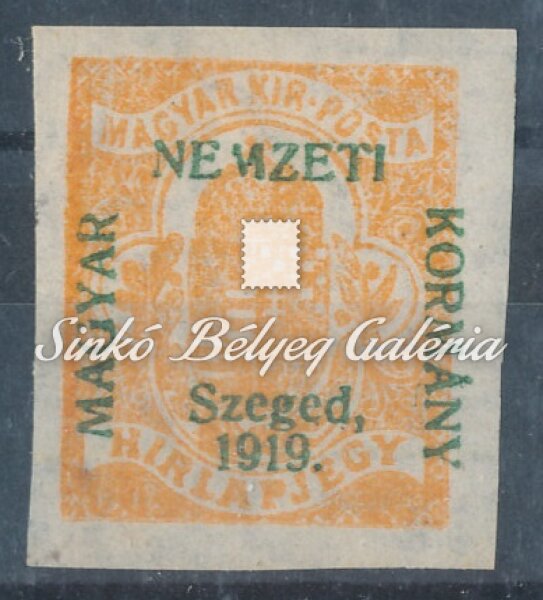 MAGYAR KIR. POSTA
NEMZETI
MAGYAR
KORMÁNY
Sinkó Bélyeg Galéria
Szeged,
1919.
HIRLAPJEGY